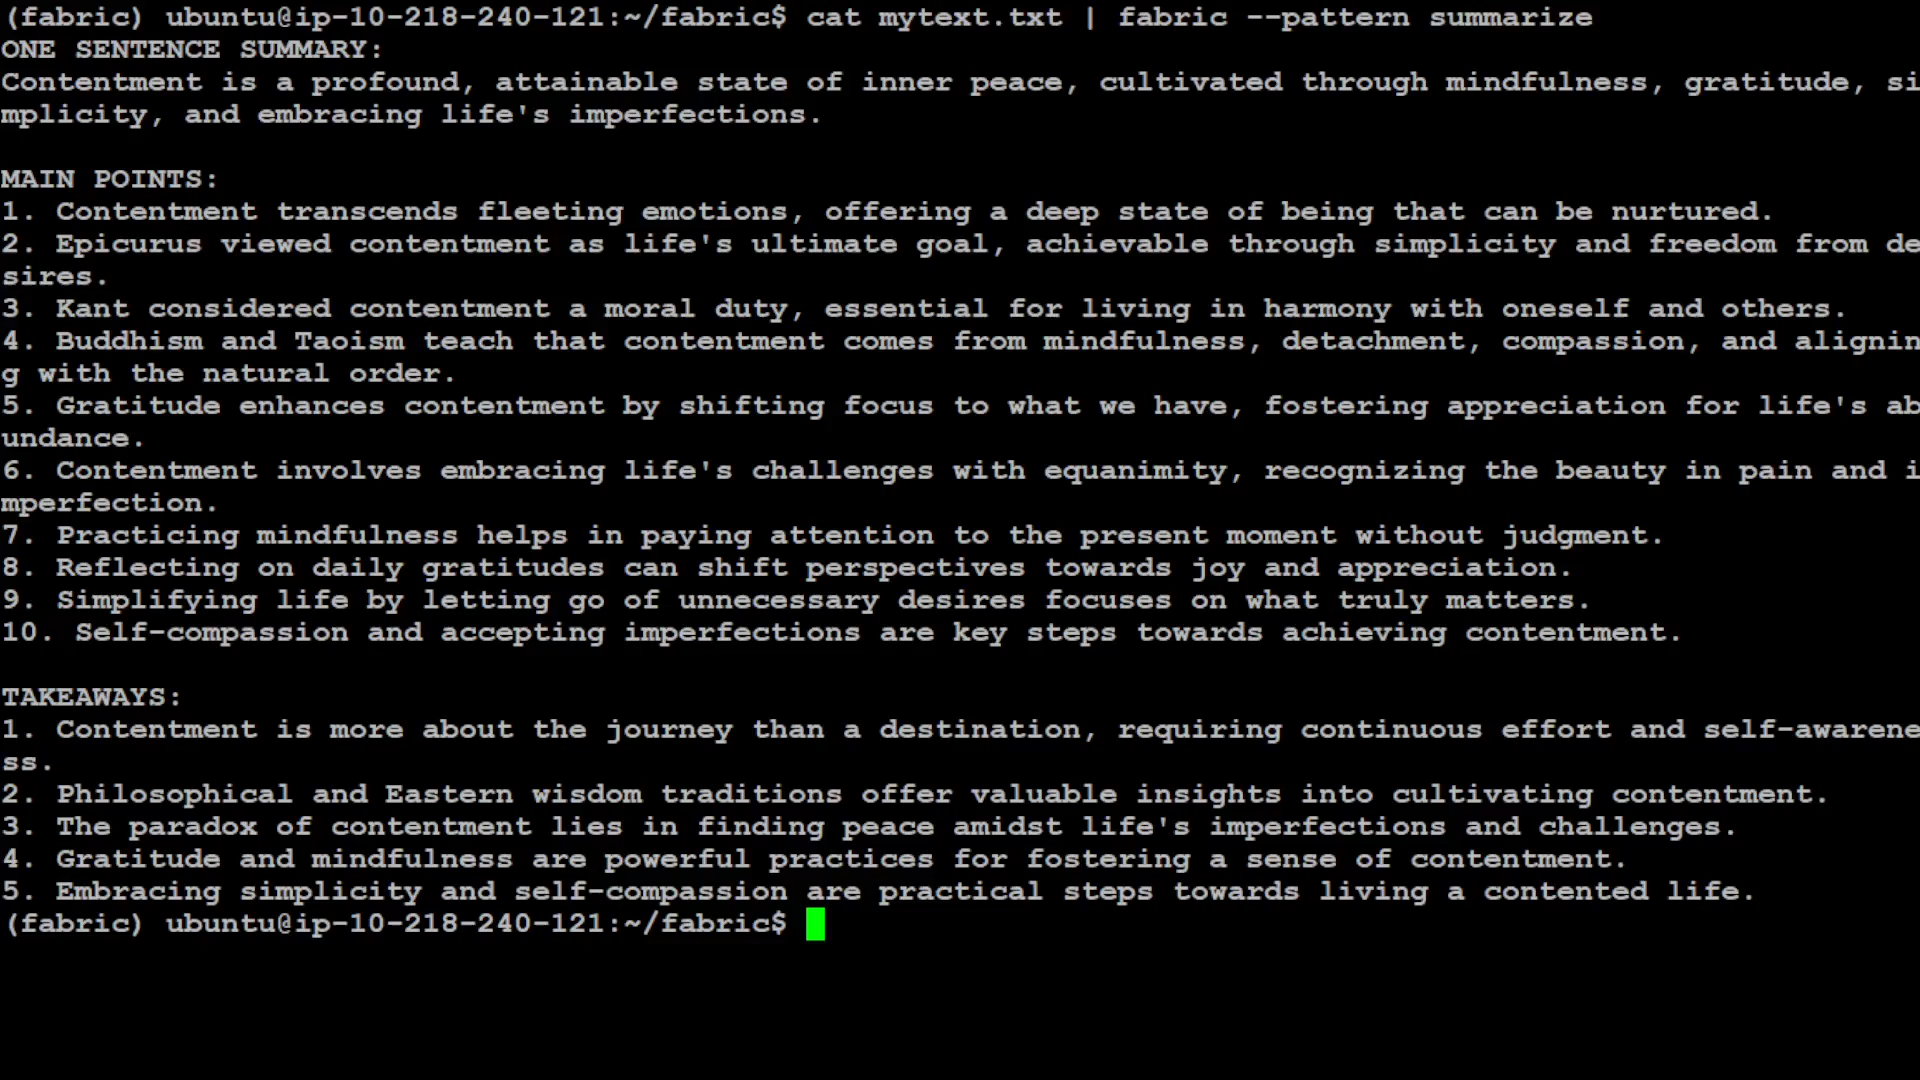 (fabric) ubuntu@ip-10-218-240-121:~/fabric$ cat mytext.txt | fabric --pattern summarize
ONE SENTENCE SUMMARY:
Contentment is a profound, attainable state of inner peace, cultivated through mindfulness, gratitude, si
mplicity, and embracing life's imperfections.

MAIN POINTS:
1. Contentment transcends fleeting emotions, offering a deep state of being that can be nurtured.
2. Epicurus viewed contentment as life's ultimate goal, achievable through simplicity and freedom from de
sires.
3. Kant considered contentment a moral duty, essential for living in harmony with oneself and others.
4. Buddhism and Taoism teach that contentment comes from mindfulness, detachment, compassion, and alignin
g with the natural order.
5. Gratitude enhances contentment by shifting focus to what we have, fostering appreciation for life's ab
undance.
6. Contentment involves embracing life's challenges with equanimity, recognizing the beauty in pain and i
mperfection.
7. Practicing mindfulness helps in paying attention to the present moment without judgment.
8. Reflecting on daily gratitudes can shift perspectives towards joy and appreciation.
9. Simplifying life by letting go of unnecessary desires focuses on what truly matters.
10. Self-compassion and accepting imperfections are key steps towards achieving contentment.

TAKEAWAYS:
1. Contentment is more about the journey than a destination, requiring continuous effort and self-awarene
ss.
2. Philosophical and Eastern wisdom traditions offer valuable insights into cultivating contentment.
3. The paradox of contentment lies in finding peace amidst life's imperfections and challenges.
4. Gratitude and mindfulness are powerful practices for fostering a sense of contentment.
5. Embracing simplicity and self-compassion are practical steps towards living a contented life.
(fabric) ubuntu@ip-10-218-240-121:~/fabric$